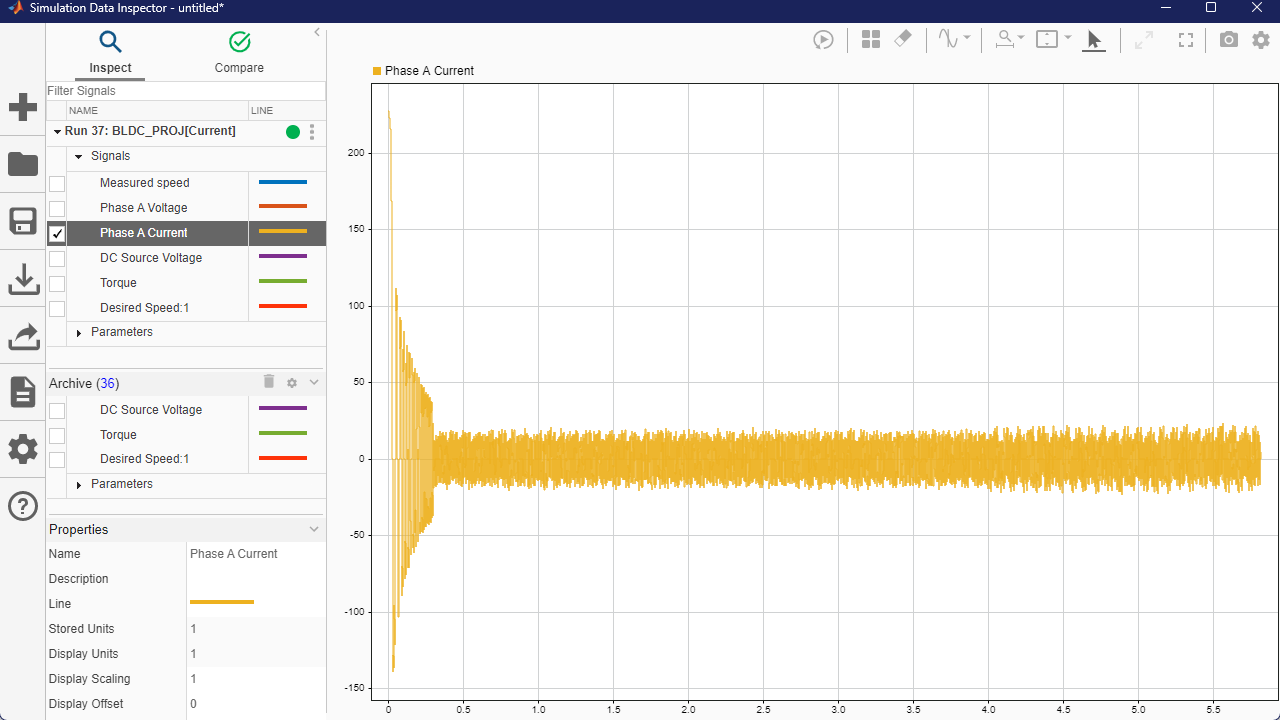 Simulation Data Inspector - untitled*
Inspect
Compare
Filter Signals
NAME
LINE
Run 37: BLDC_PROJ[Current]
Signals
Measured speed
Phase A Voltage
Phase A Current
DC Source Voltage
Torque
Desired Speed:1
Parameters
Archive (36)
DC Source Voltage
Torque
Desired Speed:1
Parameters
Properties
Name Phase A Current
Description
Line
Stored Units 1
Display Units 1
Display Scaling 1
Display Offset 0
Phase A Current
200
150
100
50
0
-50
-100
-150
0 0.5 1.0 1.5 2.0 2.5 3.0 3.5 4.0 4.5 5.0 5.5